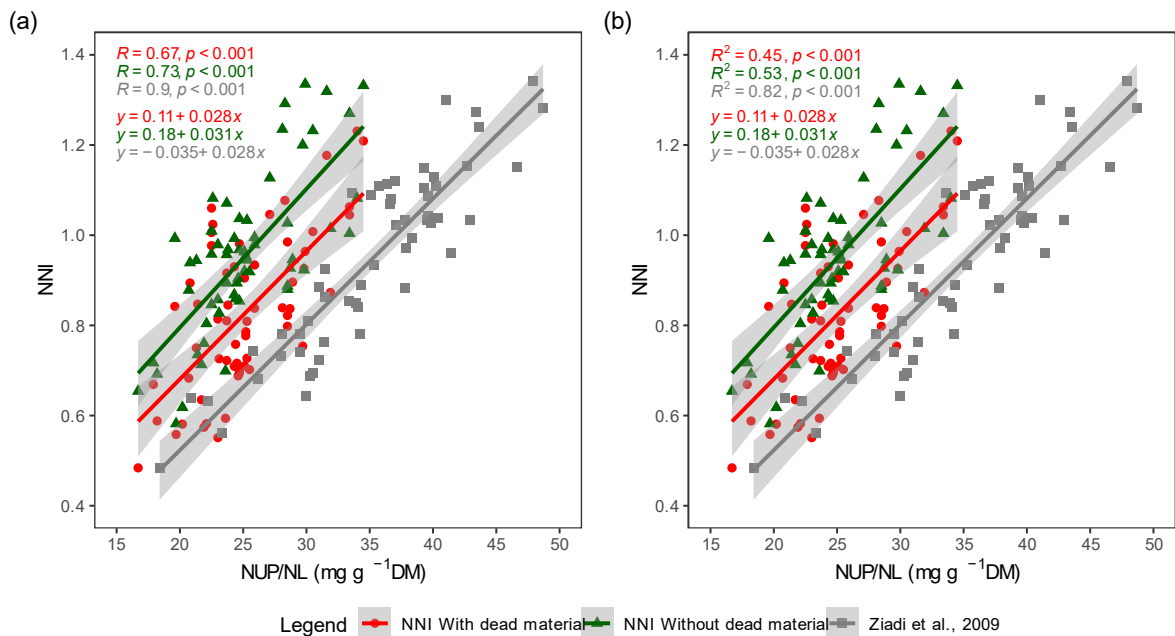 (a)
R = 0.67, p < 0.001
R = 0.73, p < 0.001
R = 0.9, p < 0.001
y = 0.11 + 0.028x
y = 0.18 + 0.031x
y = − 0.035 + 0.028x
1.4
1.2
1.0
0.8
0.6
0.4
NNI
15 20 25 30 35 40 45 50
NUP/NL (mg g ⁻¹DM)
(b)
R² = 0.45, p < 0.001
R² = 0.53, p < 0.001
R² = 0.82, p < 0.001
y = 0.11 + 0.028x
y = 0.18 + 0.031x
y = − 0.035 + 0.028x
1.4
1.2
1.0
0.8
0.6
0.4
NNI
15 20 25 30 35 40 45 50
NUP/NL (mg g ⁻¹DM)
Legend NNI With dead material NNI Without dead material Ziadi et al., 2009